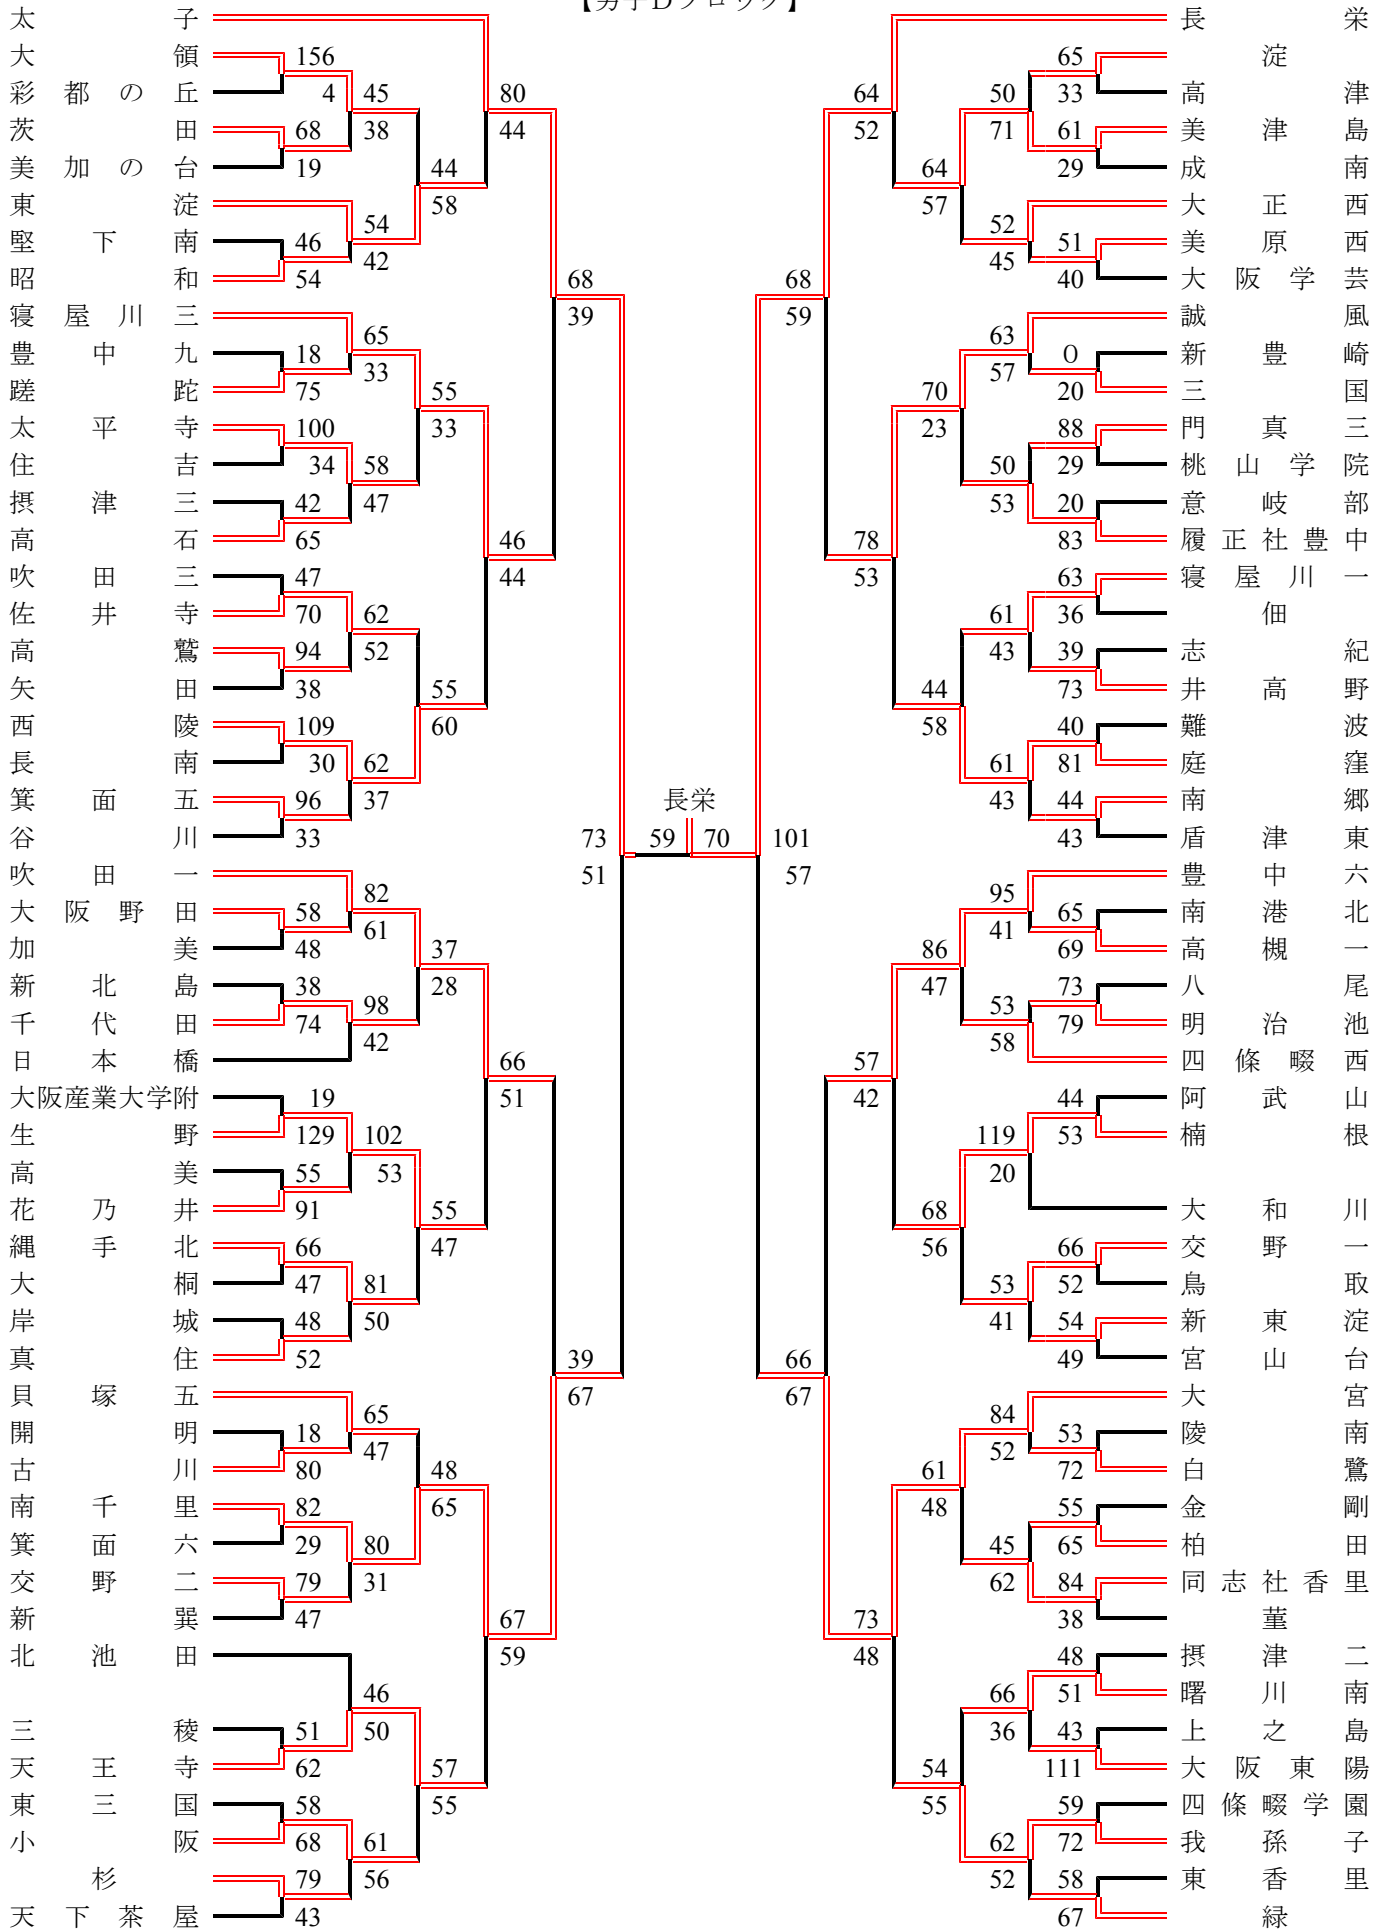 【男子Dブロック】
太子
大領 156
彩都の丘 4 45
茨田 68 38
美加の台 19
80
44
44
58
東淀 54
堅下南 46 42
昭和 54
68
39
寝屋川三 65
豊中九 18 33
蹉跎 75
55
33
太平寺 100
住吉 34 58
摂津三 42 47
高石 65
46
44
吹田三 47
佐井寺 70 62
高鷲 94 52
矢田 38
55
60
西陵 109
長南 30 62
箕面五 96 37
谷川 33
73
51
吹田一 82
大阪野田 58 61
加美 48
37
28
新北島 38 98
千代田 74 42
日本橋
66
51
大阪産業大学附 19
生野 129 102
高美 55 53
花乃井 91
55
47
縄手北 66
大桐 47 81
岸城 48 50
真住 52
39
67
貝塚五 65
開明 18 47
古川 80
48
65
南千里 82
箕面六 29 80
交野二 79 31
新巽 47
67
59
北池田 46
三稜 51 50
天王寺 62
57
55
東三国 58
小阪 68 61
杉 79 56
天下茶屋 43
長栄
59 70
長栄
65 淀
50 33 高津
71 61 美津島
29 成南
64
52
64
57
52 大正西
45 51 美原西
40 大阪学芸
68
59
63 誠風
57 0 新豊崎
20 三国
70
23
88 門真三
50 29 桃山学院
53 20 意岐部
83 履正社豊中
78
53
63 寝屋川一
61 36 佃
43 39 志紀
73 井高野
44
58
40 難波
61 81 庭窪
43 44 南郷
43 盾津東
101
57
95 豊中六
41 65 南港北
69 高槻一
86
47
73 八尾
53 79 明治池
58 四條畷西
57
42
44 阿武山
119 53 楠根
20 大和川
68
56
66 交野一
53 52 鳥取
41 54 新東淀
49 宮山台
66
67
84 大宮
52 53 陵南
72 白鷺
61
48
55 金剛
45 65 柏田
62 84 同志社香里
38 菫
73
48
48 摂津二
66 51 曙川南
36 43 上之島
111 大阪東陽
54
55
59 四條畷学園
62 72 我孫子
52 58 東香里
67 緑